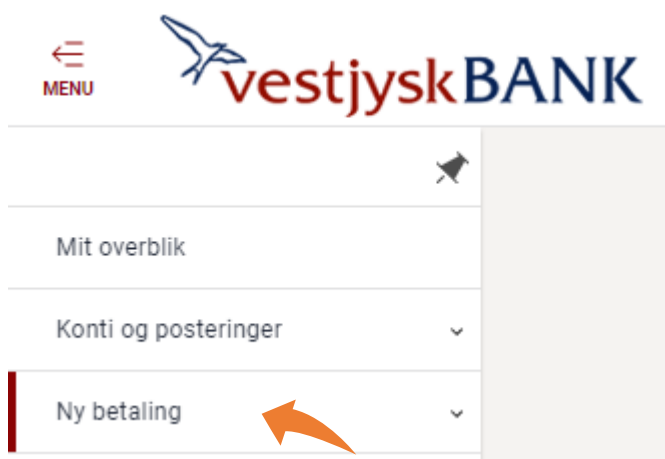 MENU
vestjyskBANK
Mit overblik
Konti og posteringer
Ny betaling